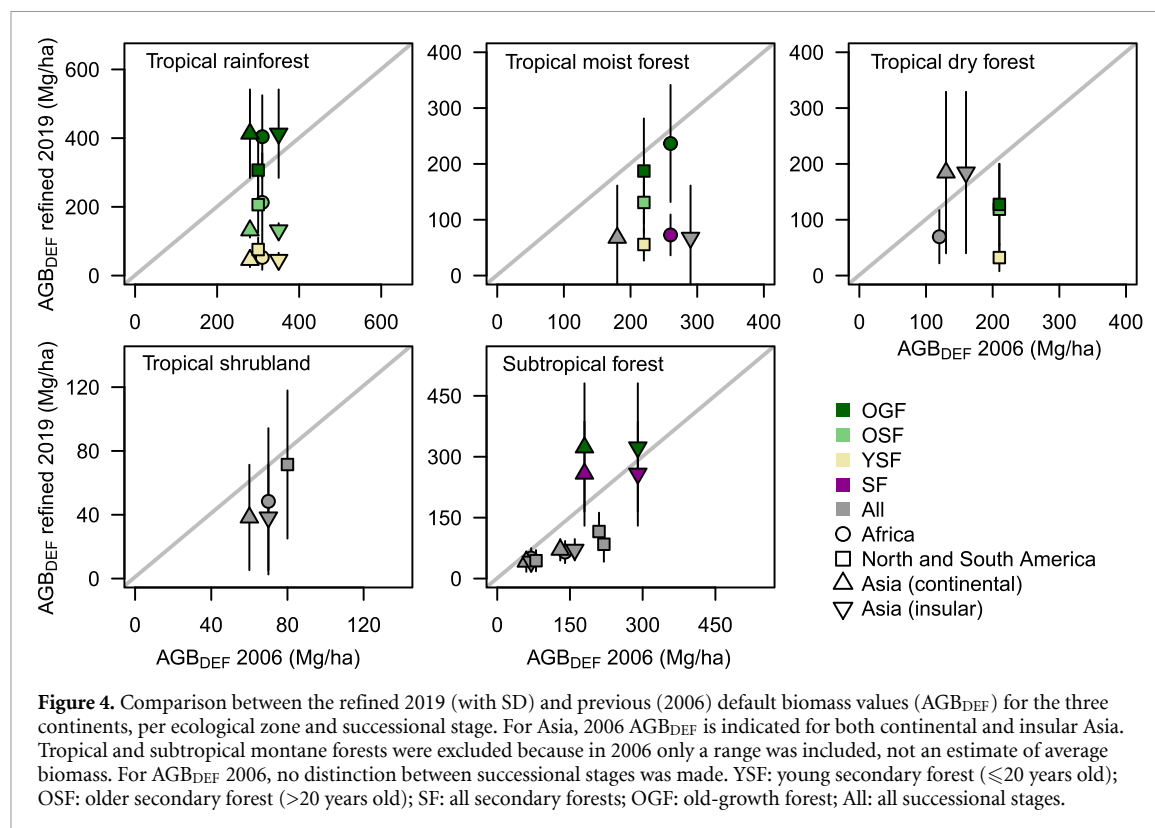 Tropical rainforest
Tropical moist forest
Tropical dry forest
AGBDEF refined 2019 (Mg/ha)
600
400
200
0
0 200 400 600
400
300
200
100
0
0 100 200 300 400
400
300
200
100
0
0 100 200 300 400
AGBDEF 2006 (Mg/ha)
Tropical shrubland
Subtropical forest
AGBDEF refined 2019 (Mg/ha)
120
80
40
0
0 40 80 120
AGBDEF 2006 (Mg/ha)
450
300
150
0
0 150 300 450
AGBDEF 2006 (Mg/ha)
OGF
OSF
YSF
SF
All
Africa
North and South America
Asia (continental)
Asia (insular)
Figure 4. Comparison between the refined 2019 (with SD) and previous (2006) default biomass values (AGBDEF) for the three
continents, per ecological zone and successional stage. For Asia, 2006 AGBDEF is indicated for both continental and insular Asia.
Tropical and subtropical montane forests were excluded because in 2006 only a range was included, not an estimate of average
biomass. For AGBDEF 2006, no distinction between successional stages was made. YSF: young secondary forest (⩽20 years old);
OSF: older secondary forest (>20 years old); SF: all secondary forests; OGF: old-growth forest; All: all successional stages.